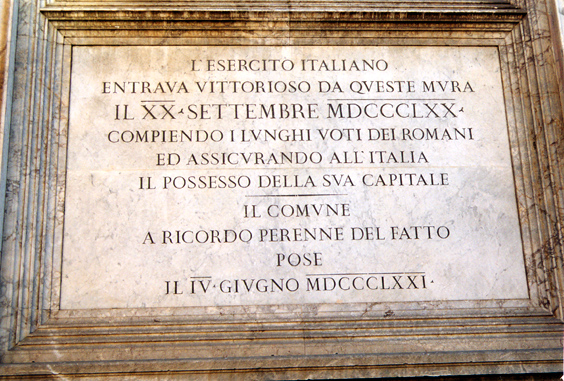 L'ESERCITO ITALIANO
ENTRAVA VITTORIOSO DA QVESTE MVRA
IL XX·SETTEMBRE MDCCCLXX·
COMPIENDO I LVNGHI VOTI DEI ROMANI
ED ASSICVRANDO ALL'ITALIA
IL POSSESSO DELLA SVA CAPITALE
IL COMVNE
A RICORDO PERENNE DEL FATTO
POSE
IL IV·GIVGNO MDCCCLXXI·